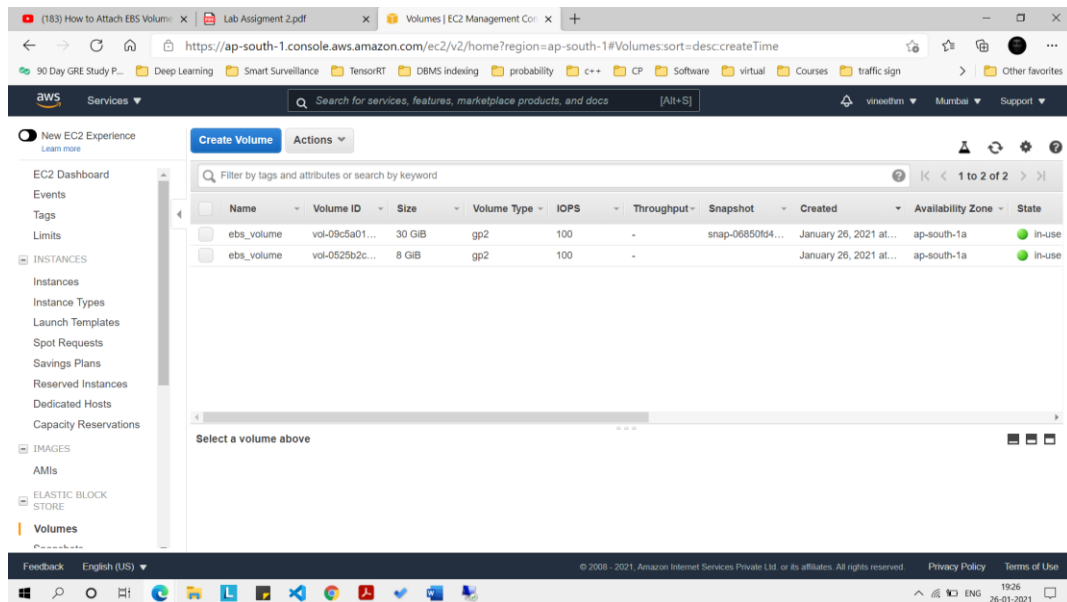 (183) How to Attach EBS Volume
Lab Assigment 2.pdf
Volumes | EC2 Management Con
https://ap-south-1.console.aws.amazon.com/ec2/v2/home?region=ap-south-1#Volumes:sort=desc:createTime
90 Day GRE Study P... Deep Learning Smart Surveillance TensorRT DBMS indexing probability c++ CP Software virtual Courses traffic sign Other favorites
aws Services Search for services, features, marketplace products, and docs [Alt+S] vineethm Mumbai Support
New EC2 Experience
Learn more
EC2 Dashboard
Events
Tags
Limits
INSTANCES
Instances
Instance Types
Launch Templates
Spot Requests
Savings Plans
Reserved Instances
Dedicated Hosts
Capacity Reservations
IMAGES
AMIs
ELASTIC BLOCK
STORE
Volumes
Snapshots
Create Volume Actions
Filter by tags and attributes or search by keyword 1 to 2 of 2
Name Volume ID Size Volume Type IOPS Throughput Snapshot Created Availability Zone State
ebs_volume vol-09c5a01... 30 GiB gp2 100 - snap-06850fd4... January 26, 2021 at... ap-south-1a in-use
ebs_volume vol-0525b2c... 8 GiB gp2 100 - January 26, 2021 at... ap-south-1a in-use
Select a volume above
Feedback English (US) © 2008 - 2021, Amazon Internet Services Private Ltd. or its affiliates. All rights reserved. Privacy Policy Terms of Use
ENG 19:26
26-01-2021